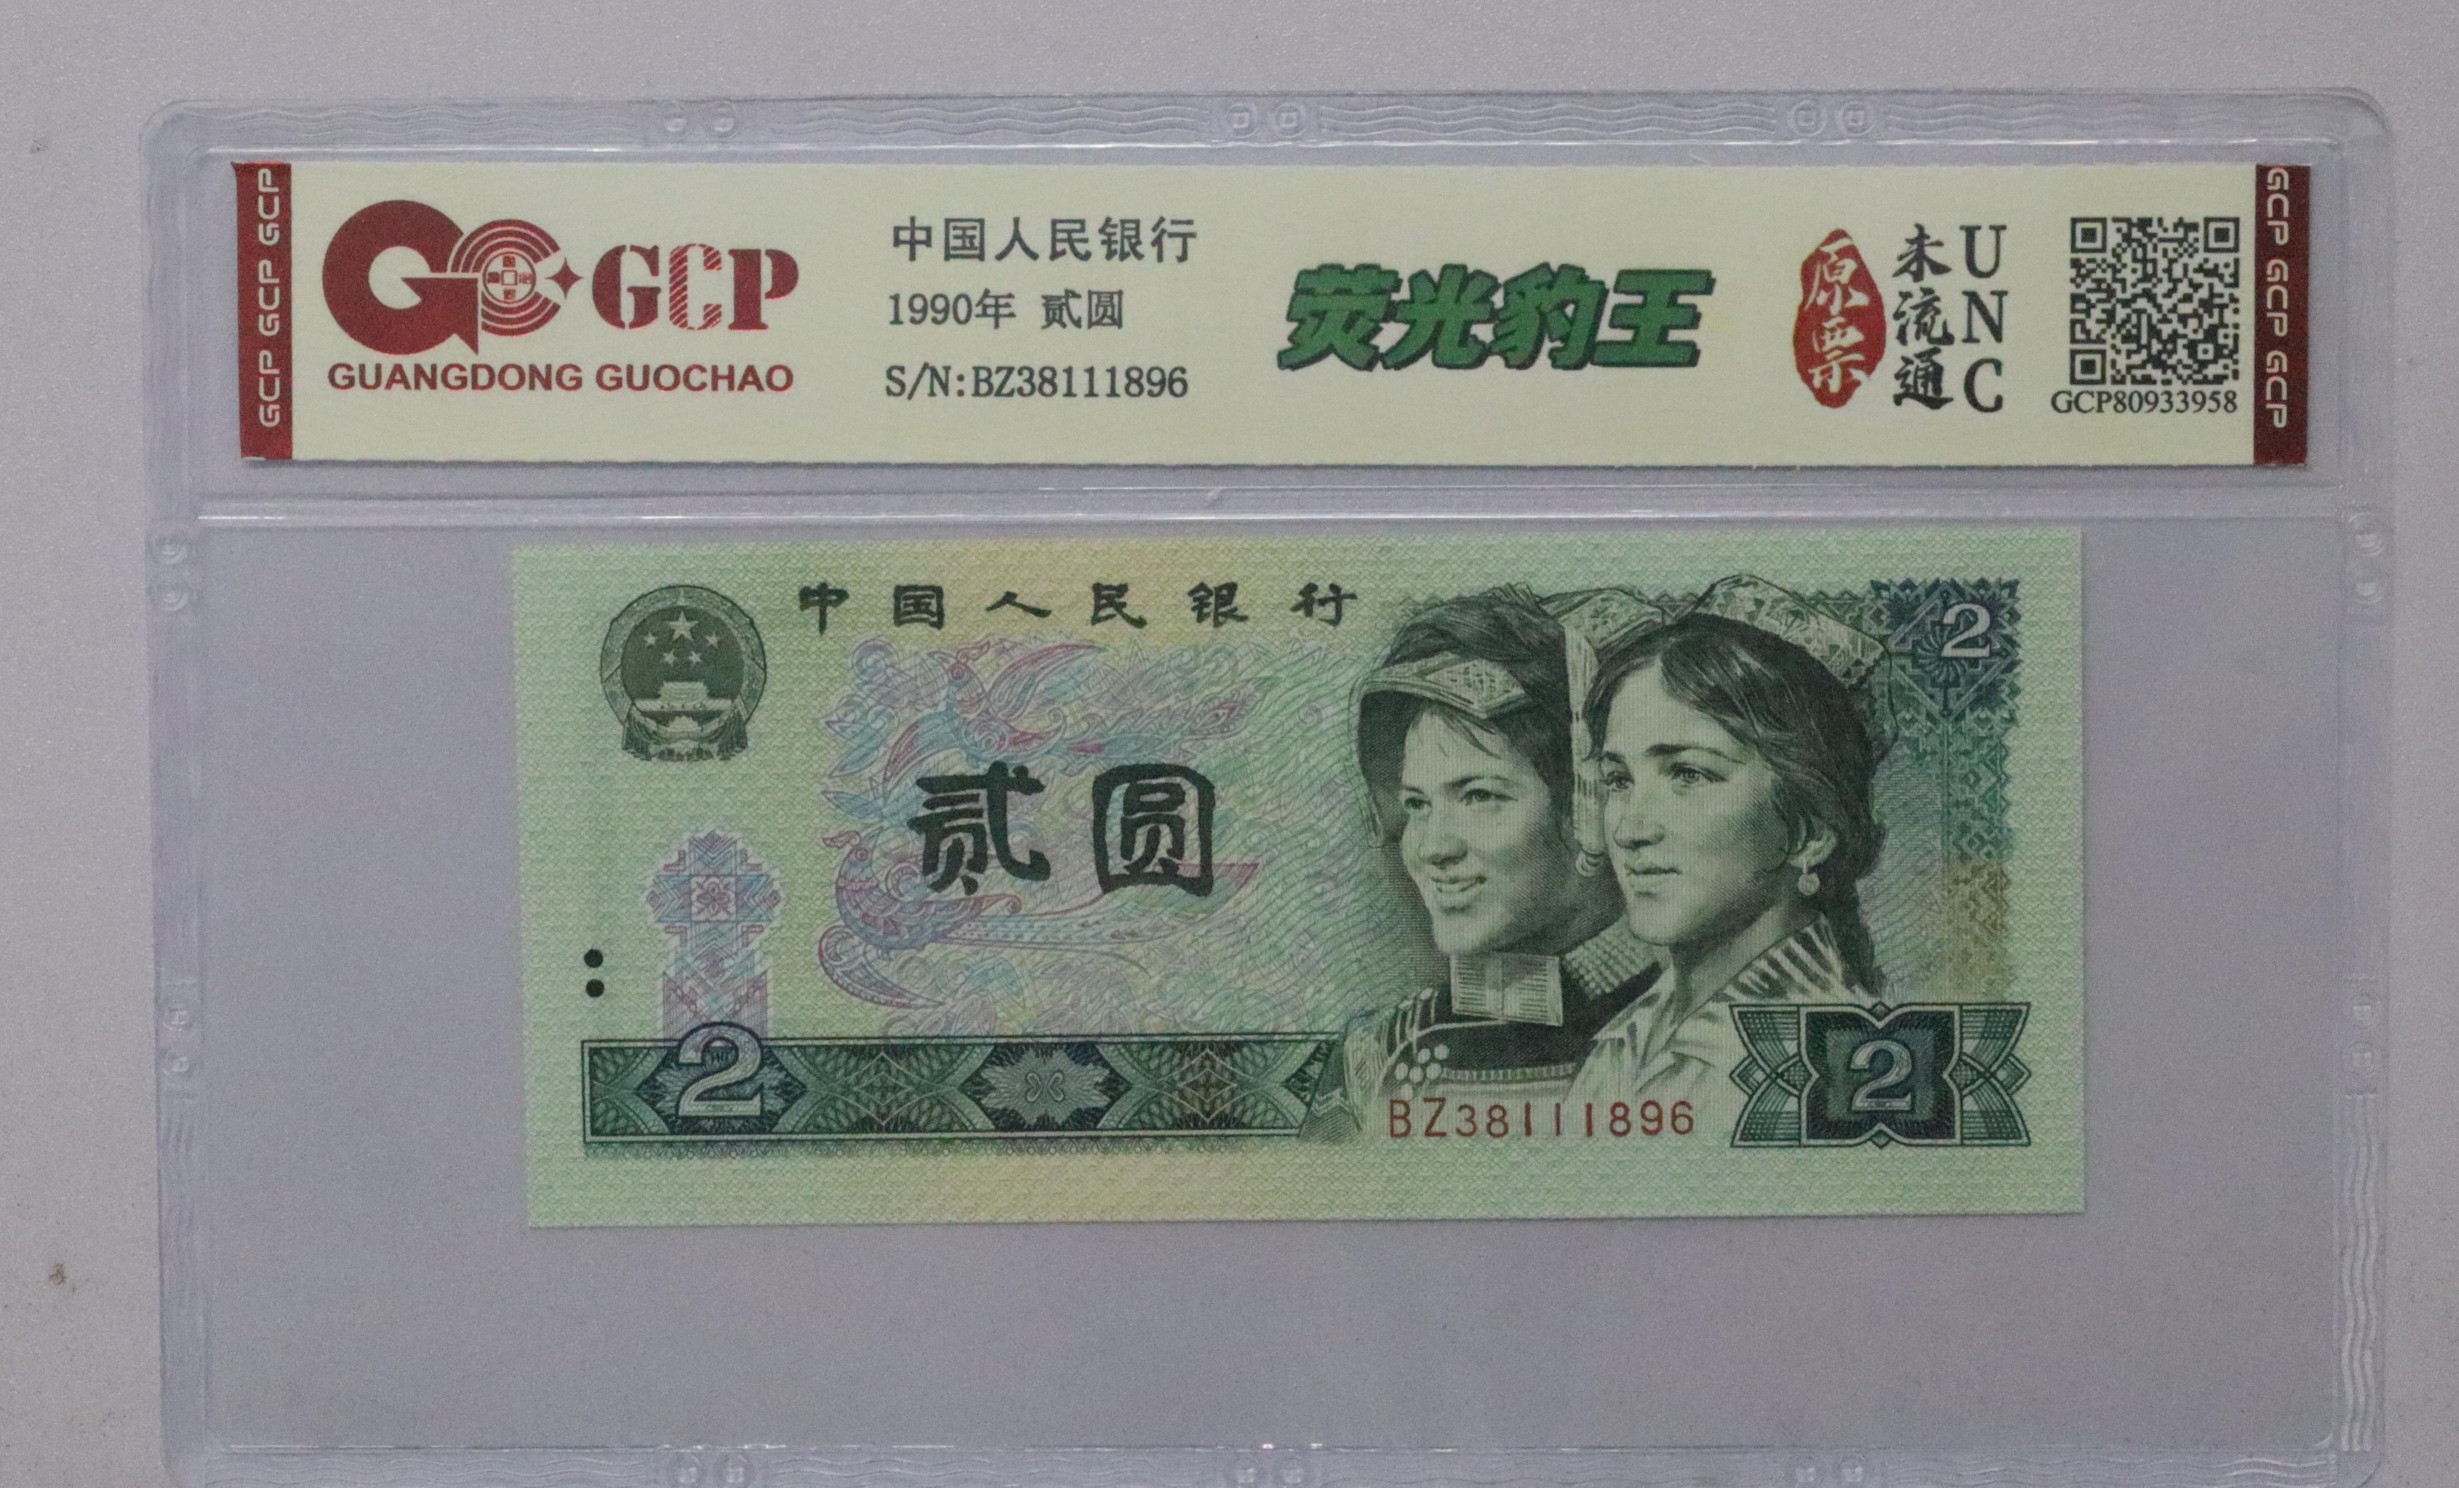 GCP GCP GCP
GCP
GUANGDONG GUOCHAO
中国人民银行
1990年 贰圆
S/N:BZ38111896
荧光豹王
原票
未流通
UNC
GCP80933958
GCP GCP GCP
中国人民银行
2
贰圆
2
BZ38111896
2